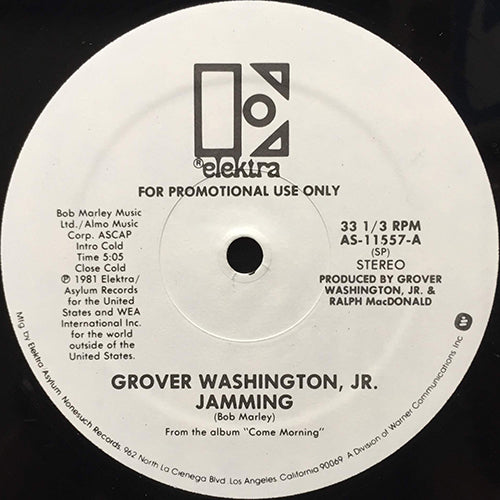 ® elektra
FOR PROMOTIONAL USE ONLY
Bob Marley Music
Ltd./Almo Music
Corp. ASCAP
Intro Cold
Time 5:05
Close Cold
℗ 1981 Elektra/
Asylum Records
for the United
States and WEA
International Inc.
for the world
outside of the
United States.
33 1/3 RPM
AS-11557-A
(SP)
STEREO
PRODUCED BY GROVER
WASHINGTON, JR. &
RALPH MacDONALD
GROVER WASHINGTON, JR.
JAMMING
(Bob Marley)
From the album "Come Morning"
Mfg. by Elektra/Asylum/Nonesuch Records, 962 North La Cienega Blvd. Los Angeles, California 90069. A Division of Warner Communications Inc.